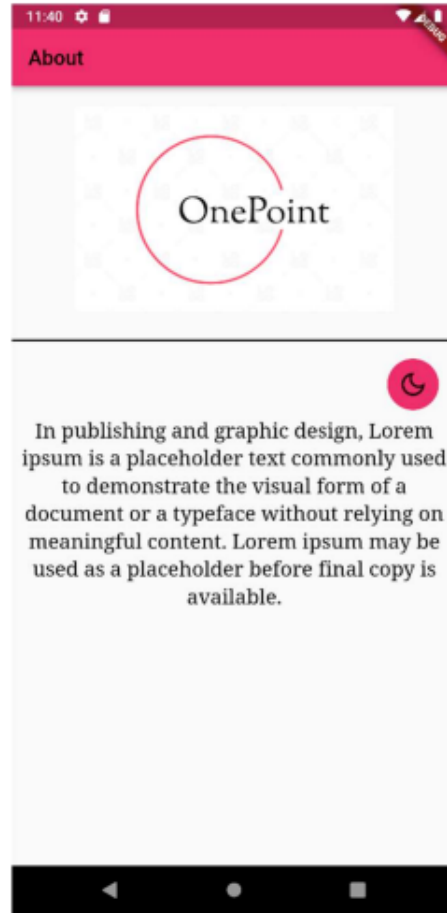 11:40
DEBUG
About
OnePoint
In publishing and graphic design, Lorem
ipsum is a placeholder text commonly used
to demonstrate the visual form of a
document or a typeface without relying on
meaningful content. Lorem ipsum may be
used as a placeholder before final copy is
available.